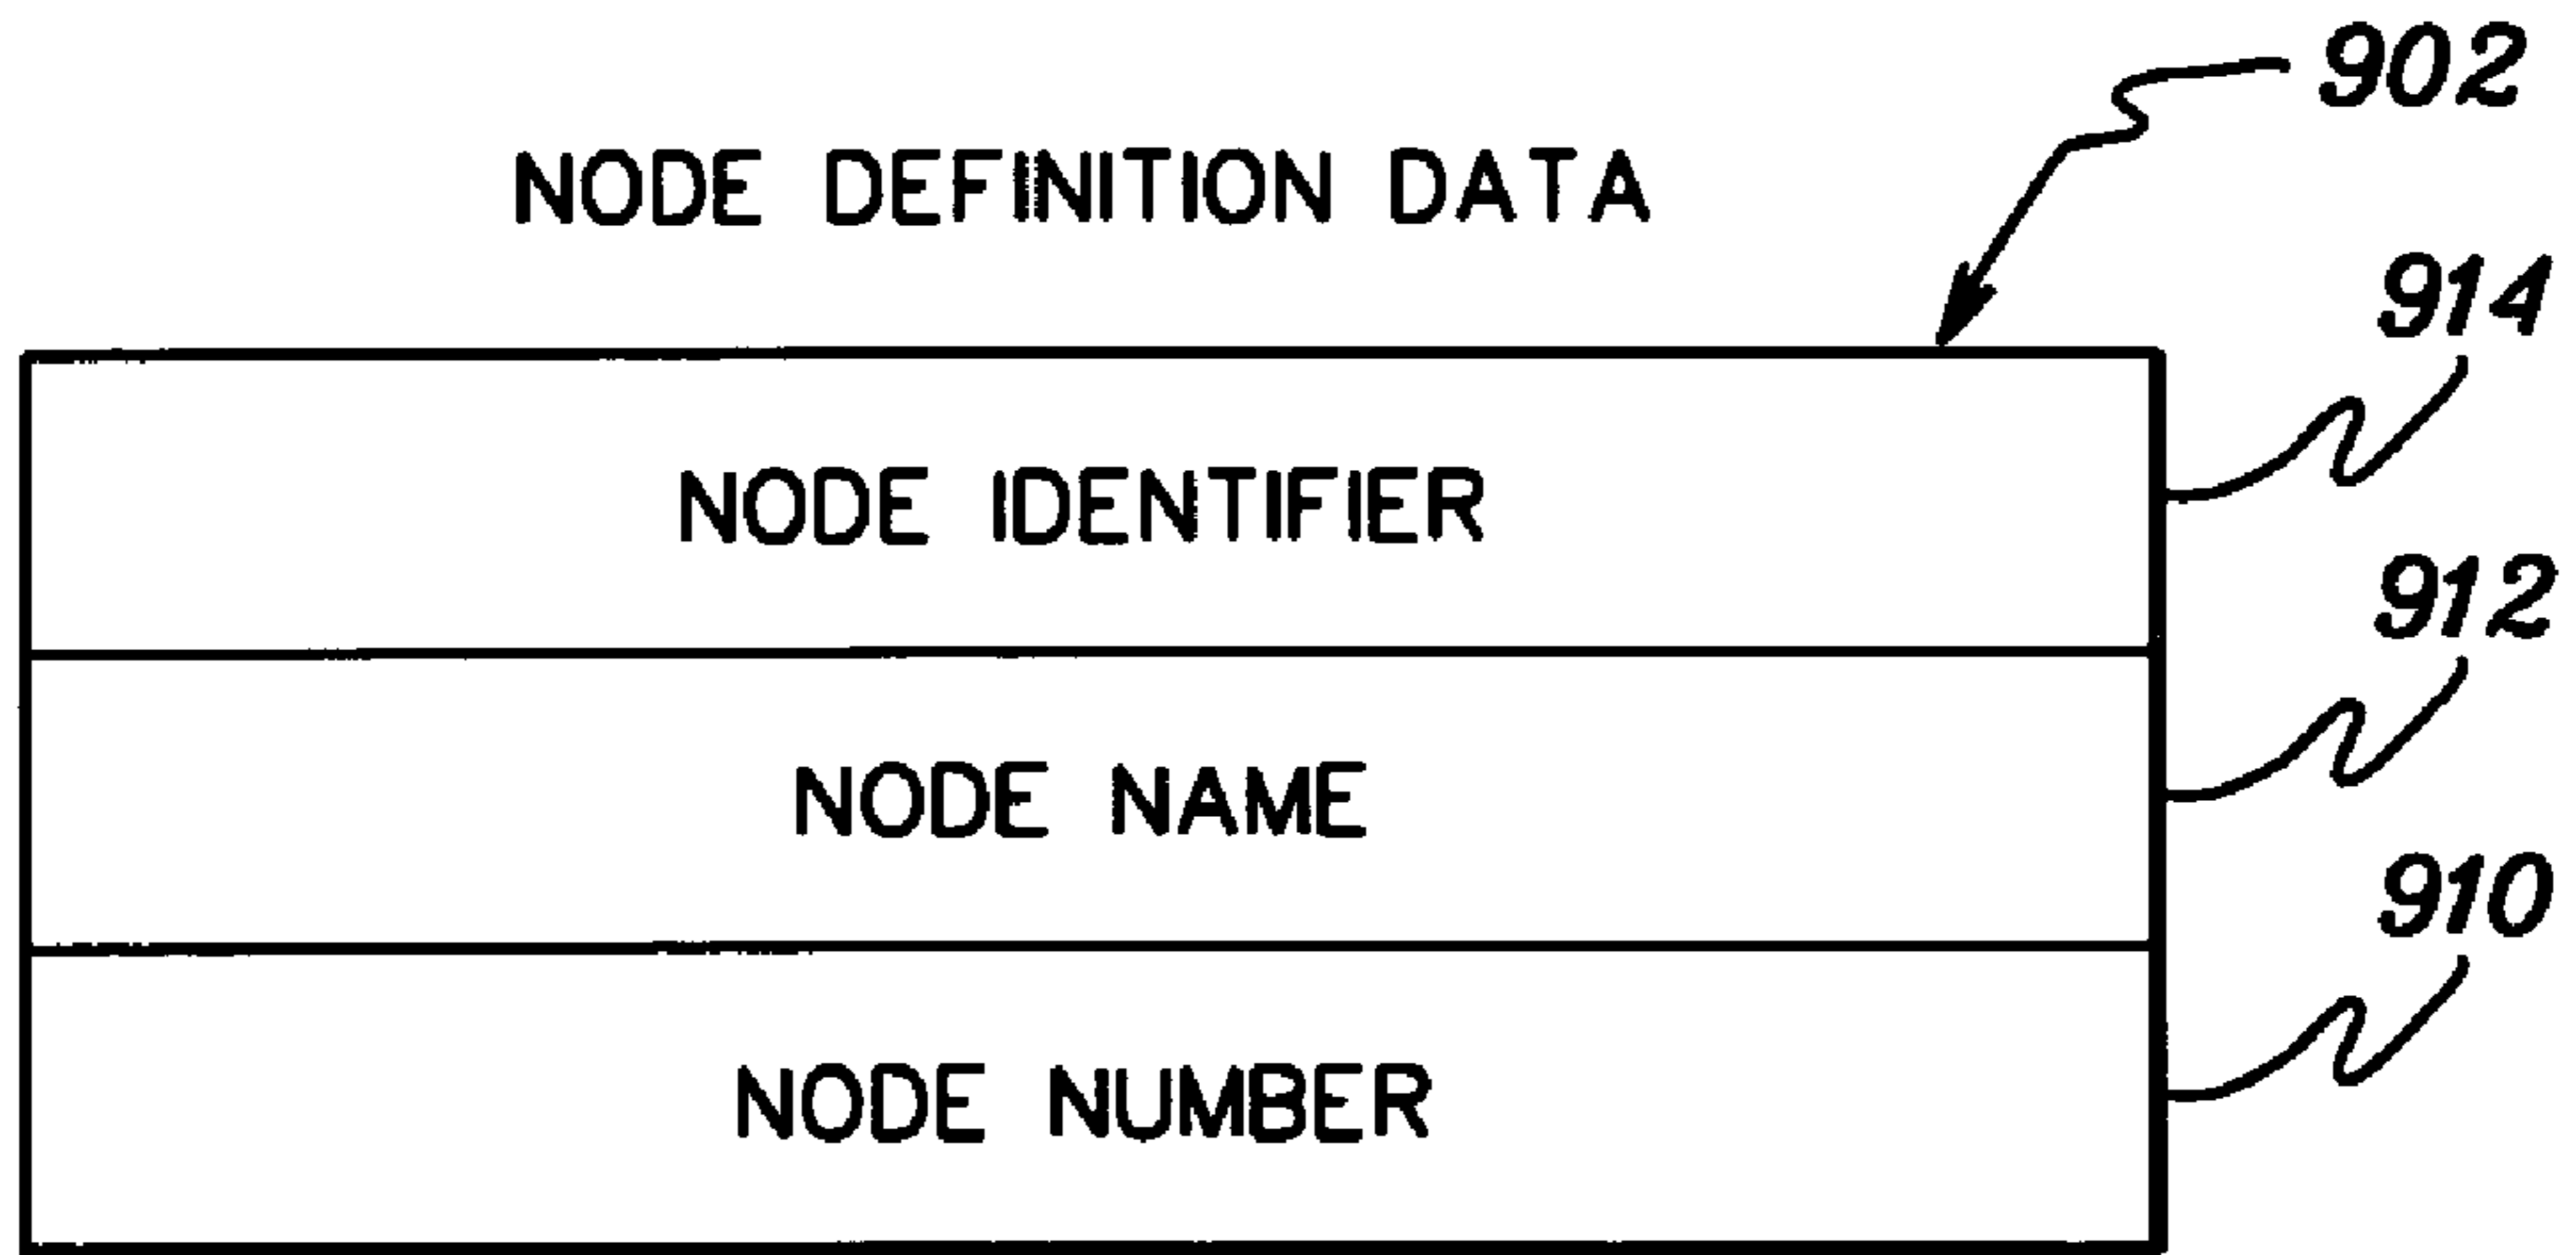 902
NODE DEFINITION DATA
914
NODE IDENTIFIER
912
NODE NAME
910
NODE NUMBER